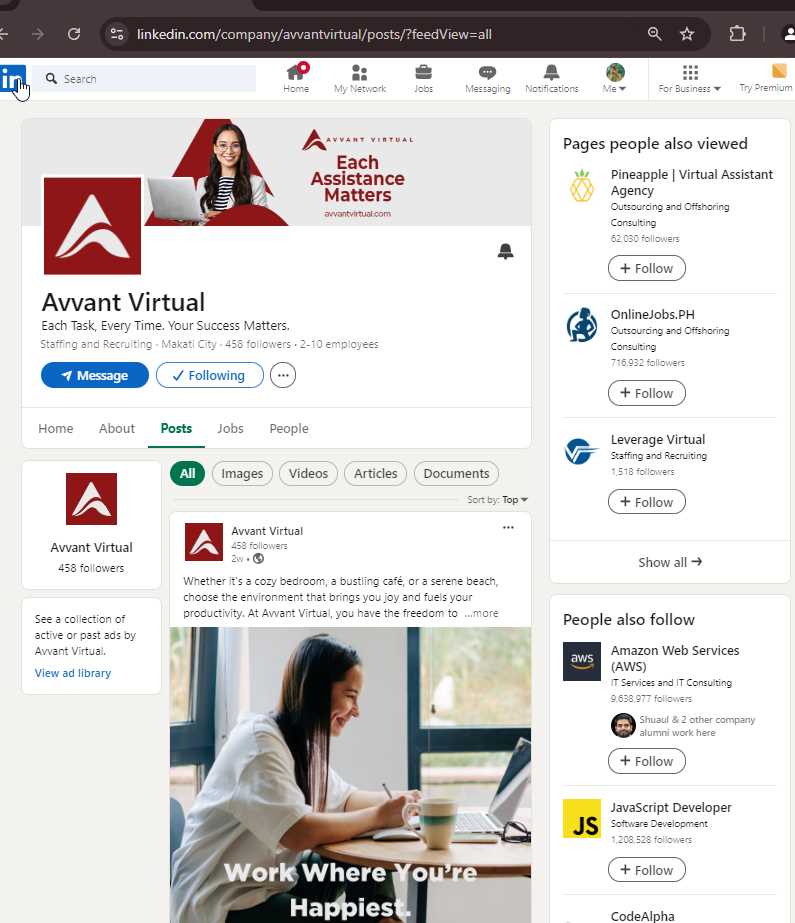 linkedin.com/company/avvantvirtual/posts/?feedView=all
in
Search
Home
My Network
Jobs
Messaging
Notifications
Me
For Business
Try Premium
AVVANT VIRTUAL
Each
Assistance
Matters
avvantvirtual.com
Avvant Virtual
Each Task, Every Time. Your Success Matters.
Staffing and Recruiting · Makati City · 458 followers · 2-10 employees
Message
Following
Home
About
Posts
Jobs
People
Avvant Virtual
458 followers
See a collection of
active or past ads by
Avvant Virtual.
View ad library
All
Images
Videos
Articles
Documents
Sort by: Top
Avvant Virtual
458 followers
2w •
Whether it's a cozy bedroom, a bustling café, or a serene beach,
choose the environment that brings you joy and fuels your
productivity. At Avvant Virtual, you have the freedom to ...more
Work Where You're
Happiest.
Pages people also viewed
Pineapple | Virtual Assistant
Agency
Outsourcing and Offshoring
Consulting
62,030 followers
+ Follow
OnlineJobs.PH
Outsourcing and Offshoring
Consulting
716,932 followers
+ Follow
Leverage Virtual
Staffing and Recruiting
1,518 followers
+ Follow
Show all →
People also follow
aws
Amazon Web Services
(AWS)
IT Services and IT Consulting
9,638,977 followers
Shuaul & 2 other company
alumni work here
+ Follow
JS
JavaScript Developer
Software Development
1,208,528 followers
+ Follow
CodeAlpha